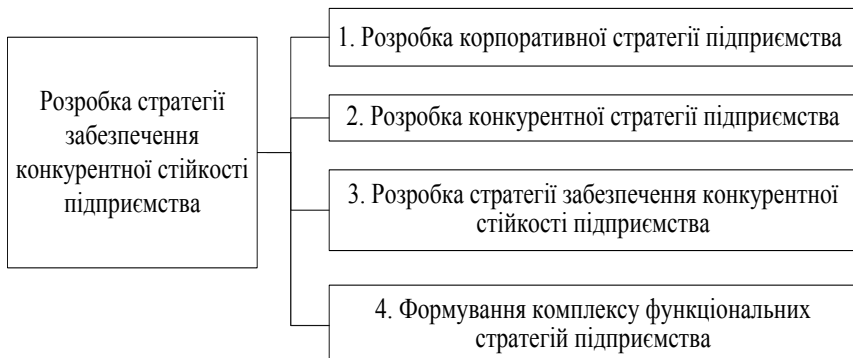 Розробка стратегії
забезпечення
конкурентної стійкості
підприємства
1. Розробка корпоративної стратегії підприємства
2. Розробка конкурентної стратегії підприємства
3. Розробка стратегії забезпечення конкурентної
стійкості підприємства
4. Формування комплексу функціональних
стратегій підприємства